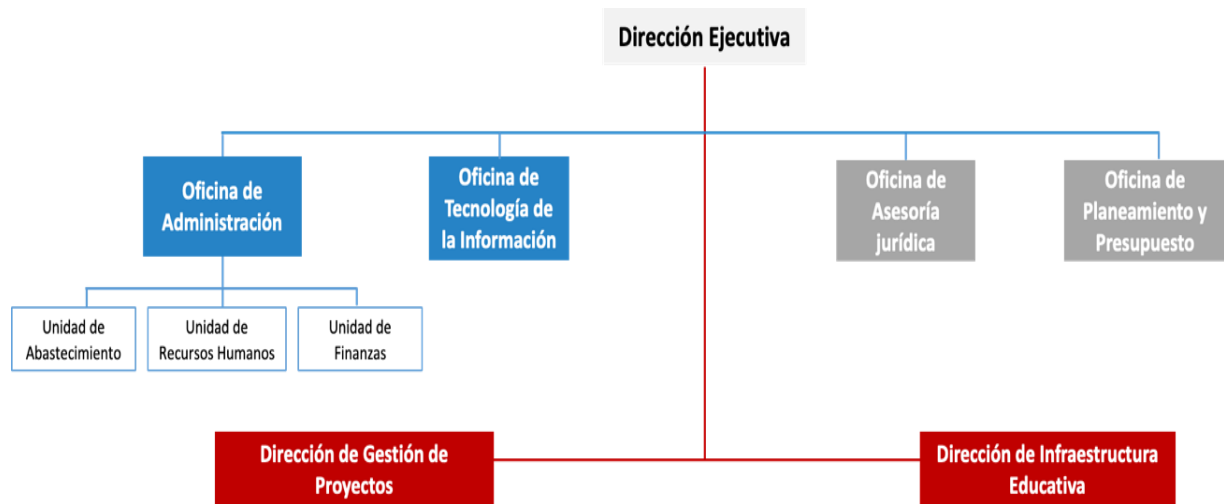 Dirección Ejecutiva
Oficina de
Administración
Oficina de
Tecnología de
la Información
Oficina de
Asesoría
jurídica
Oficina de
Planeamiento y
Presupuesto
Unidad de
Abastecimiento
Unidad de
Recursos Humanos
Unidad de
Finanzas
Dirección de Gestión de
Proyectos
Dirección de Infraestructura
Educativa